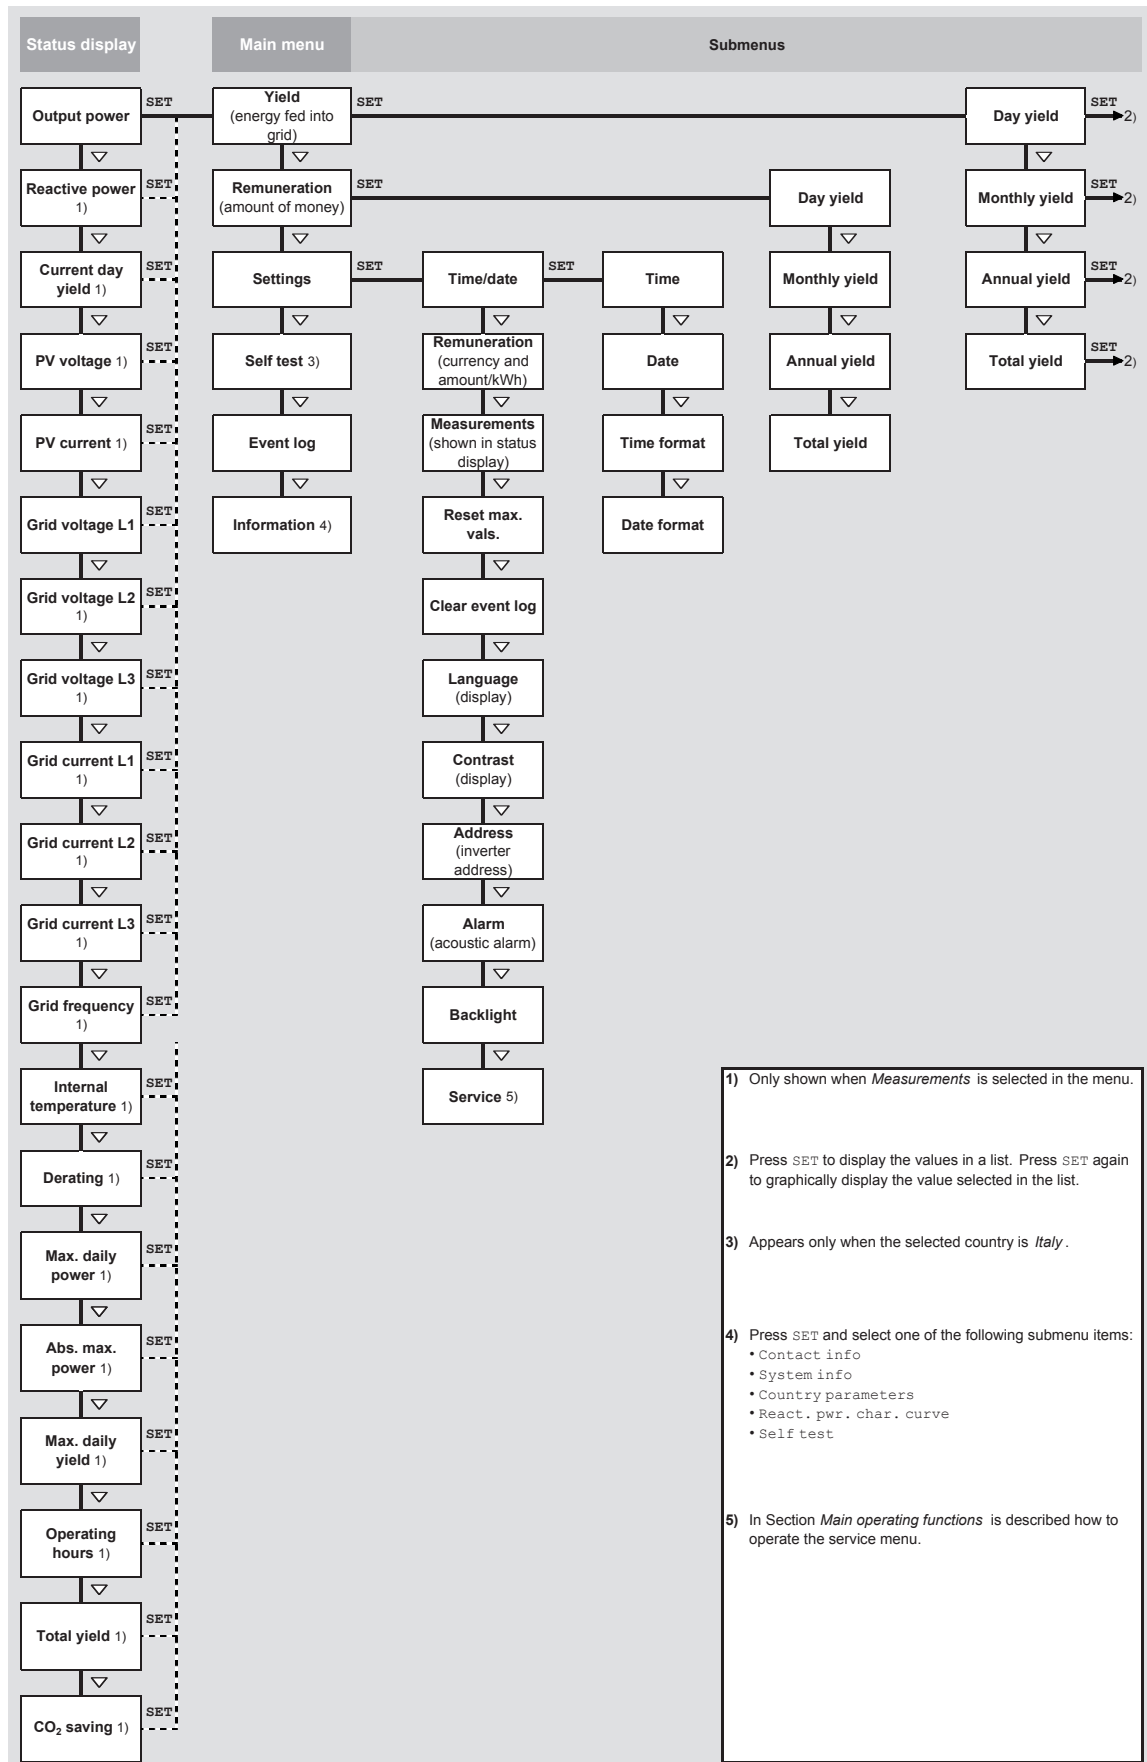 Status display
Main menu
Submenus
Output power
SET
Yield
(energy fed into
grid)
SET
Day yield
SET
2)
Reactive power
1)
SET
Remuneration
(amount of money)
SET
Day yield
Monthly yield
SET
2)
Current day
yield 1)
SET
Settings
SET
Time/date
SET
Time
Monthly yield
Annual yield
SET
2)
PV voltage 1)
SET
Self test 3)
Remuneration
(currency and
amount/kWh)
Date
Annual yield
Total yield
SET
2)
PV current 1)
SET
Event log
Measurements
(shown in status
display)
Time format
Total yield
Grid voltage L1
SET
Information 4)
Reset max.
vals.
Date format
Grid voltage L2
1)
SET
Clear event log
Grid voltage L3
1)
SET
Language
(display)
Grid current L1
1)
SET
Contrast
(display)
Grid current L2
1)
SET
Address
(inverter
address)
Grid current L3
1)
SET
Alarm
(acoustic alarm)
Grid frequency
1)
SET
Backlight
Internal
temperature 1)
SET
Service 5)
Derating 1)
SET
Max. daily
power 1)
SET
Abs. max.
power 1)
SET
Max. daily
yield 1)
SET
Operating
hours 1)
SET
Total yield 1)
SET
CO₂ saving 1)
SET
1) Only shown when Measurements is selected in the menu.
2) Press SET to display the values in a list. Press SET again
to graphically display the value selected in the list.
3) Appears only when the selected country is Italy.
4) Press SET and select one of the following submenu items:
• Contact info
• System info
• Country parameters
• React. pwr. char. curve
• Self test
5) In Section Main operating functions is described how to
operate the service menu.